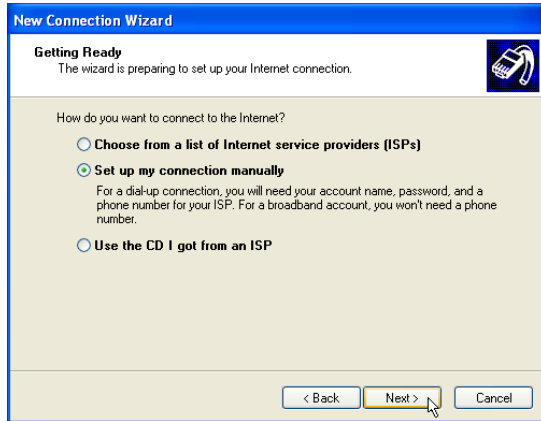 New Connection Wizard
Getting Ready
The wizard is preparing to set up your Internet connection.
How do you want to connect to the Internet?
Choose from a list of Internet service providers (ISPs)
Set up my connection manually
For a dial-up connection, you will need your account name, password, and a
phone number for your ISP. For a broadband account, you won't need a phone
number.
Use the CD I got from an ISP
< Back Next > Cancel